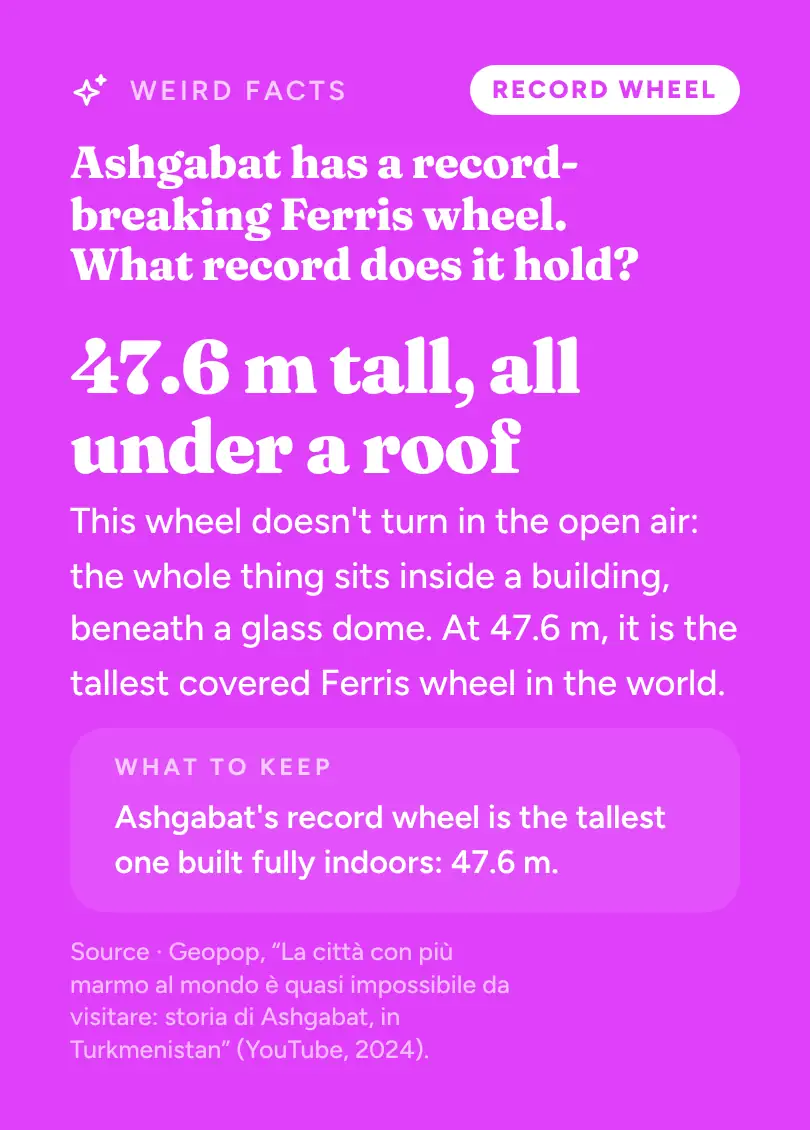 WEIRD FACTS
RECORD WHEEL
Ashgabat has a record-
breaking Ferris wheel.
What record does it hold?
47.6 m tall, all
under a roof
This wheel doesn't turn in the open air:
the whole thing sits inside a building,
beneath a glass dome. At 47.6 m, it is the
tallest covered Ferris wheel in the world.
WHAT TO KEEP
Ashgabat's record wheel is the tallest
one built fully indoors: 47.6 m.
Source · Geopop, “La città con più
marmo al mondo è quasi impossibile da
visitare: storia di Ashgabat, in
Turkmenistan” (YouTube, 2024).